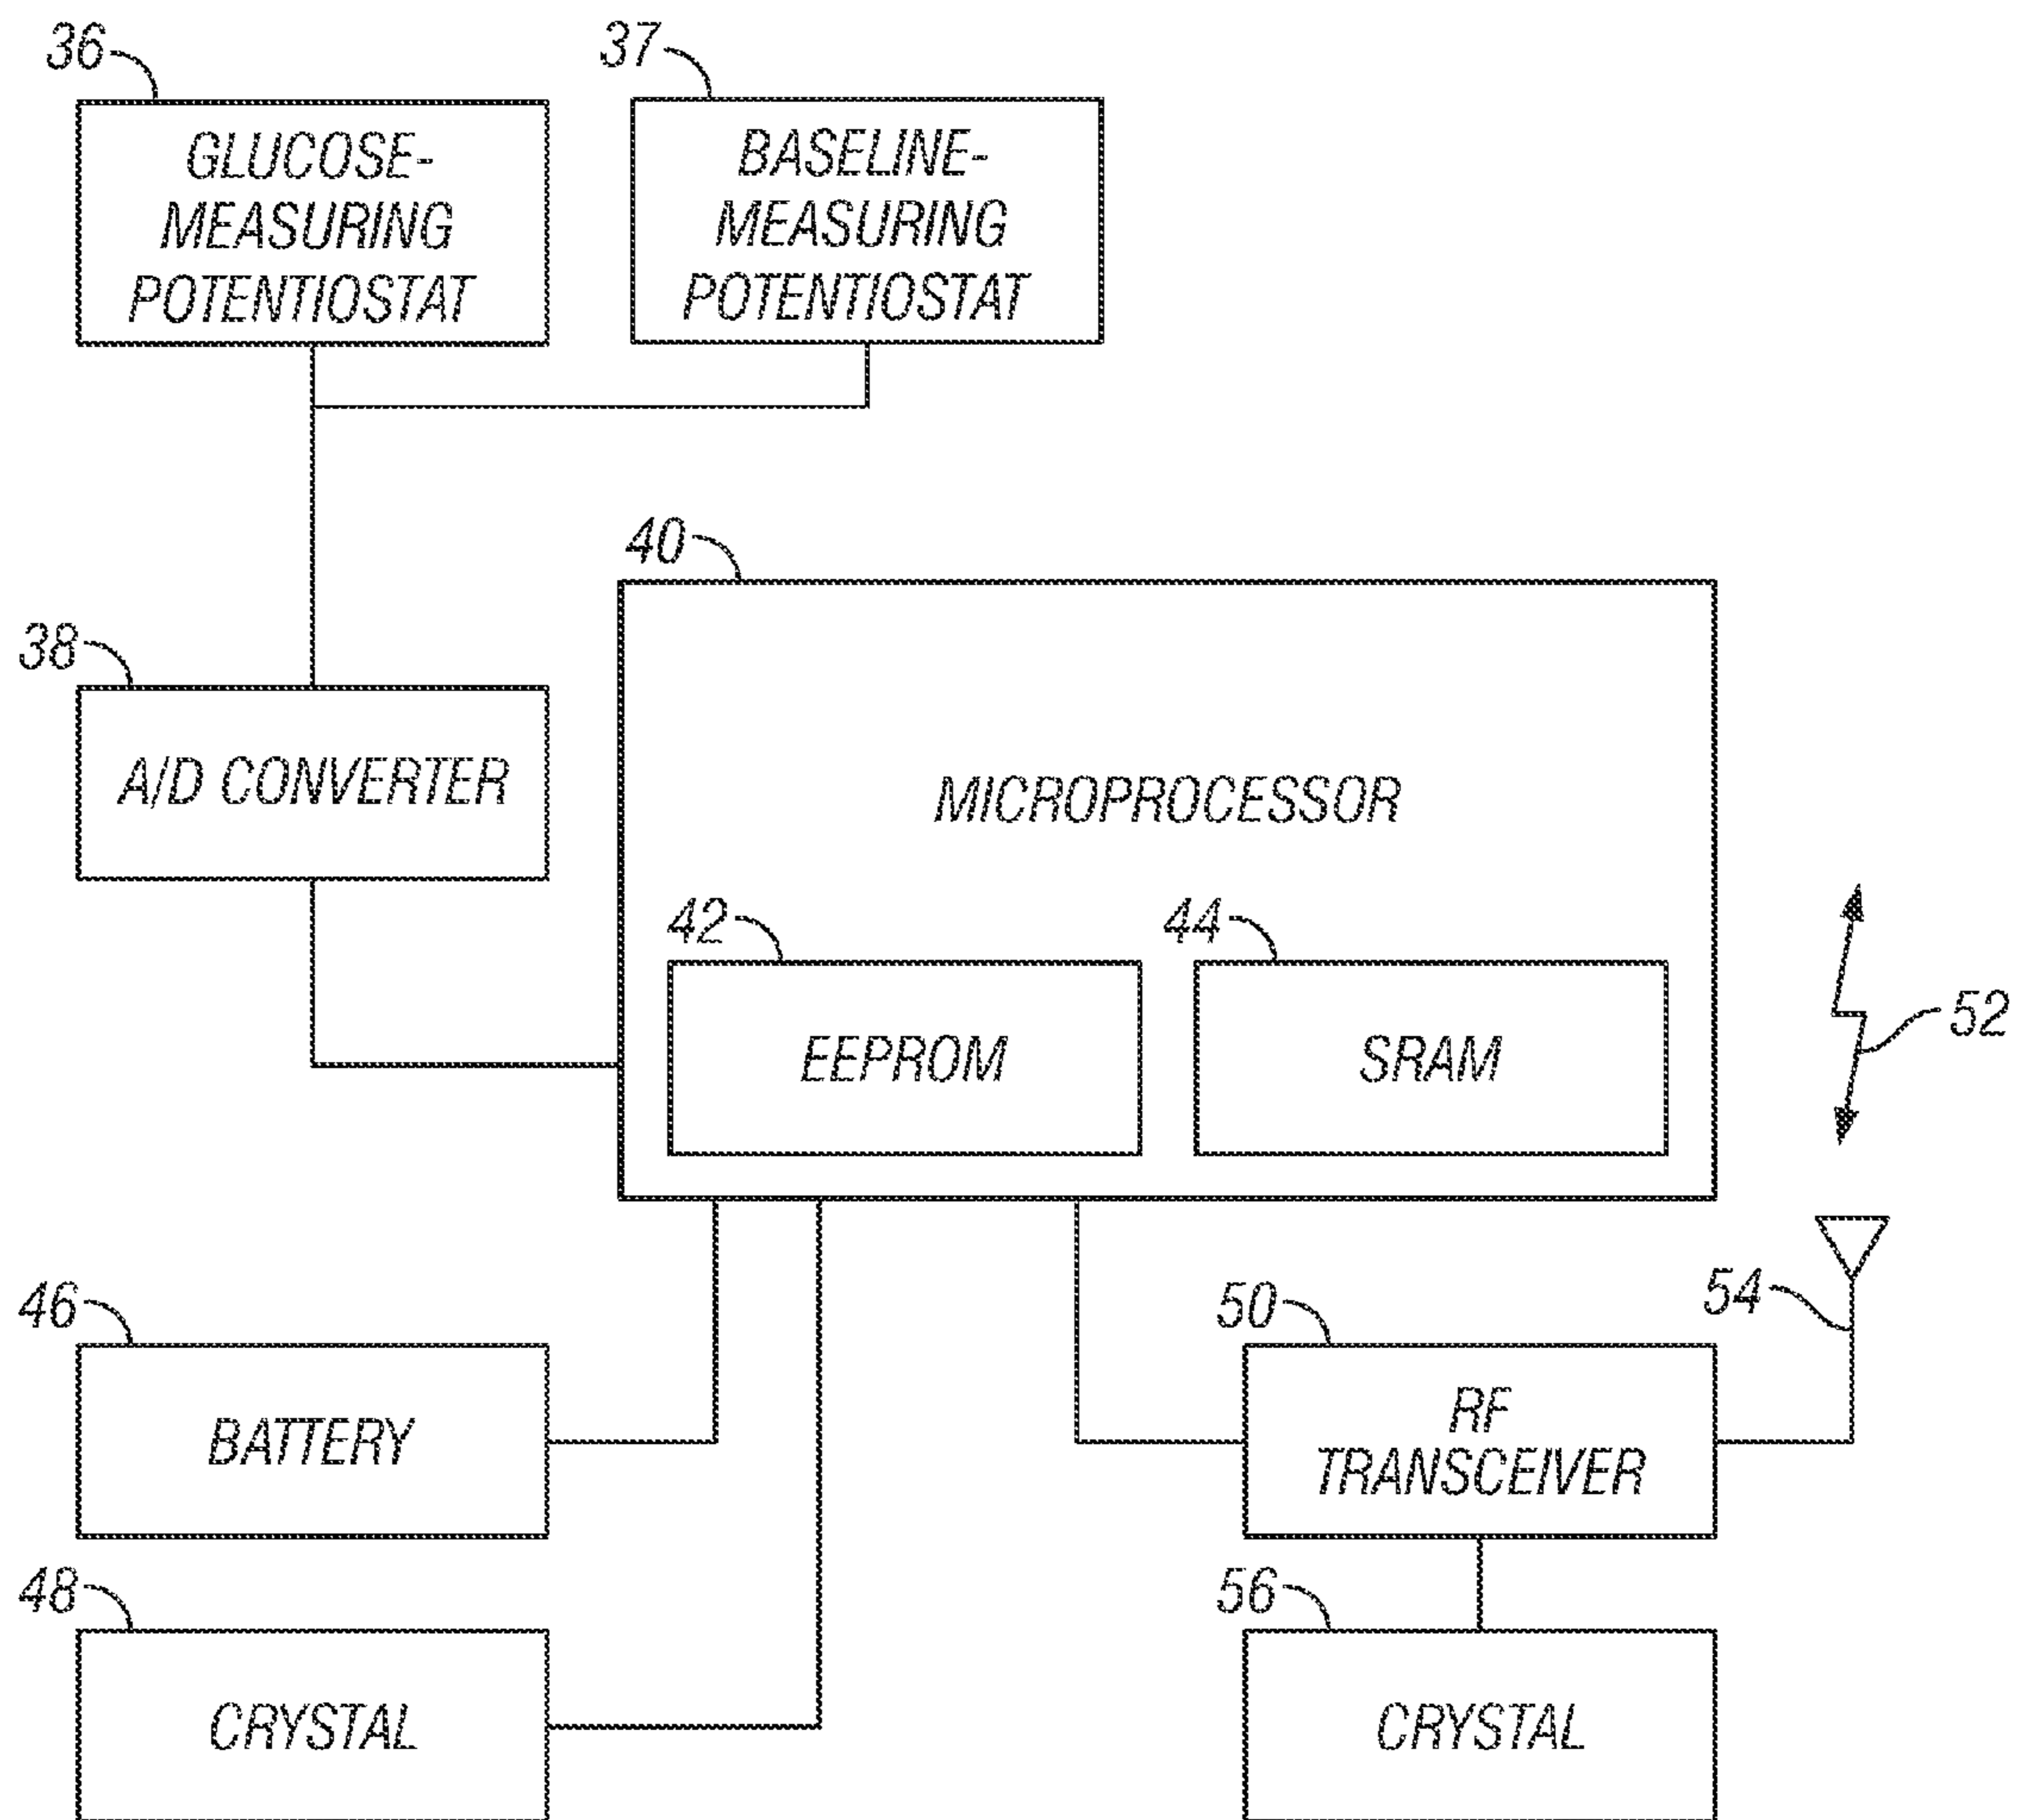 36
37
GLUCOSE-
MEASURING
POTENTIOSTAT
BASELINE-
MEASURING
POTENTIOSTAT
40
38
A/D CONVERTER
MICROPROCESSOR
42
44
EEPROM
SRAM
52
46
50
54
BATTERY
RF
TRANSCEIVER
48
56
CRYSTAL
CRYSTAL